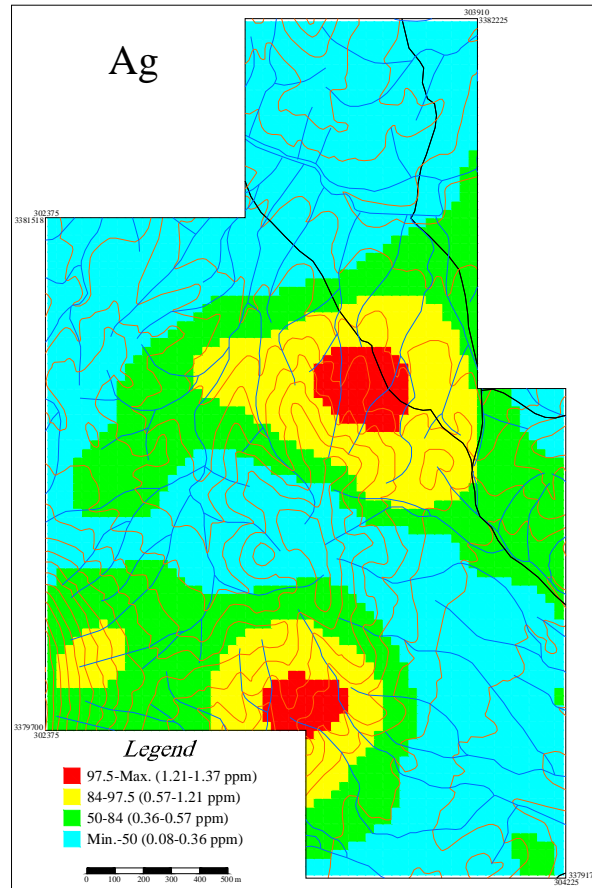 303910
3382225
Ag
302375
3381518
3379700
302375
Legend
97.5-Max. (1.21-1.37 ppm)
84-97.5 (0.57-1.21 ppm)
50-84 (0.36-0.57 ppm)
Min.-50 (0.08-0.36 ppm)
0 100 200 300 400 500 m
337917
304225